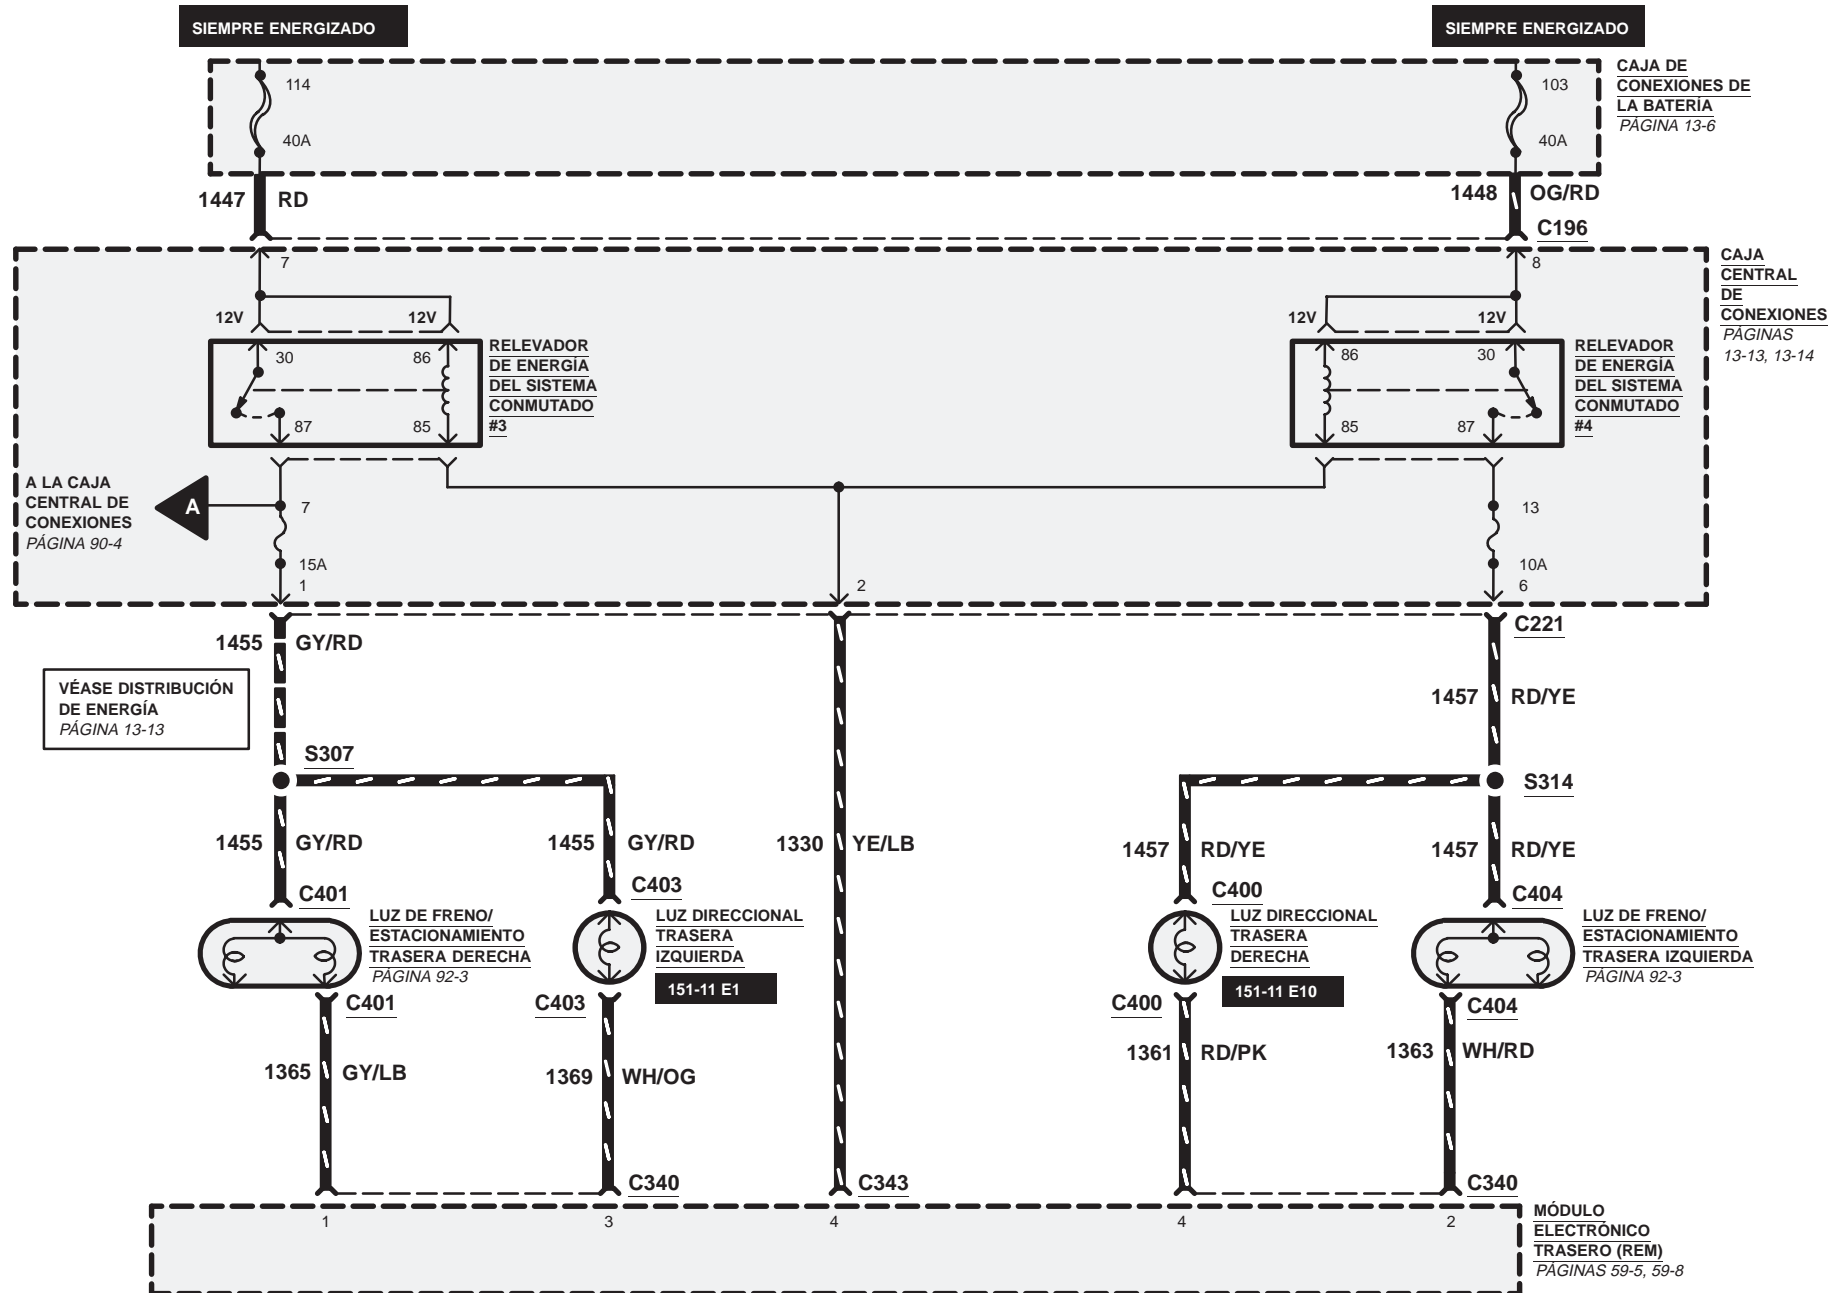 SIEMPRE ENERGIZADO
SIEMPRE ENERGIZADO
114
40A
103
40A
CAJA DE
CONEXIONES DE
LA BATERÍA
PÁGINA 13-6
1447 RD
1448 OG/RD
C196
7
8
CAJA
CENTRAL
DE
CONEXIONES
PÁGINAS
13-13, 13-14
12V
12V
12V
12V
30
86
87
85
RELEVADOR
DE ENERGÍA
DEL SISTEMA
CONMUTADO
#3
86
30
85
87
RELEVADOR
DE ENERGÍA
DEL SISTEMA
CONMUTADO
#4
A LA CAJA
CENTRAL DE
CONEXIONES
PÁGINA 90-4
A
7
15A
1
2
13
10A
6
C221
1455 GY/RD
VÉASE DISTRIBUCIÓN
DE ENERGÍA
PÁGINA 13-13
1457 RD/YE
S307
S314
1455 GY/RD
1455 GY/RD
1330 YE/LB
1457 RD/YE
1457 RD/YE
C401
C403
C400
C404
LUZ DE FRENO/
ESTACIONAMIENTO
TRASERA DERECHA
PÁGINA 92-3
LUZ DIRECCIONAL
TRASERA
IZQUIERDA
151-11 E1
LUZ DIRECCIONAL
TRASERA
DERECHA
151-11 E10
LUZ DE FRENO/
ESTACIONAMIENTO
TRASERA IZQUIERDA
PÁGINA 92-3
C401
C403
C400
C404
1365 GY/LB
1369 WH/OG
1361 RD/PK
1363 WH/RD
C340
C343
C340
1
3
4
4
2
MÓDULO
ELECTRÓNICO
TRASERO (REM)
PÁGINAS 59-5, 59-8